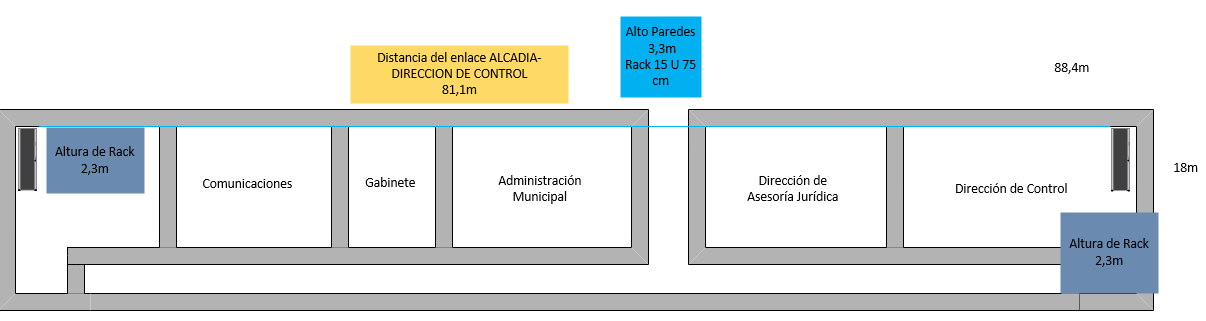 Alto Paredes
3,3m
Rack 15 U 75
cm
Distancia del enlace ALCADIA-
DIRECCION DE CONTROL
81,1m
88,4m
Altura de Rack
2,3m
Comunicaciones
Gabinete
Administración
Municipal
Dirección de
Asesoría Jurídica
Dirección de Control
18m
Altura de Rack
2,3m